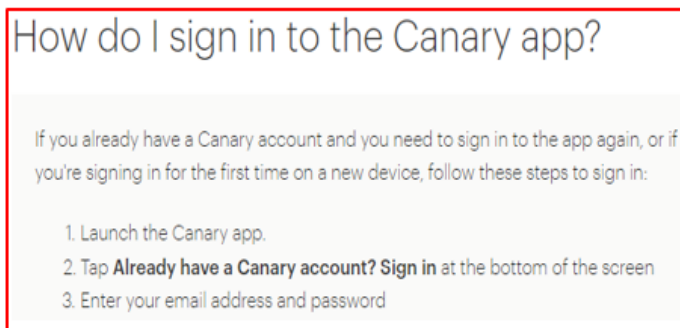 How do I sign in to the Canary app?
If you already have a Canary account and you need to sign in to the app again, or if
you're signing in for the first time on a new device, follow these steps to sign in:
1. Launch the Canary app.
2. Tap Already have a Canary account? Sign in at the bottom of the screen
3. Enter your email address and password